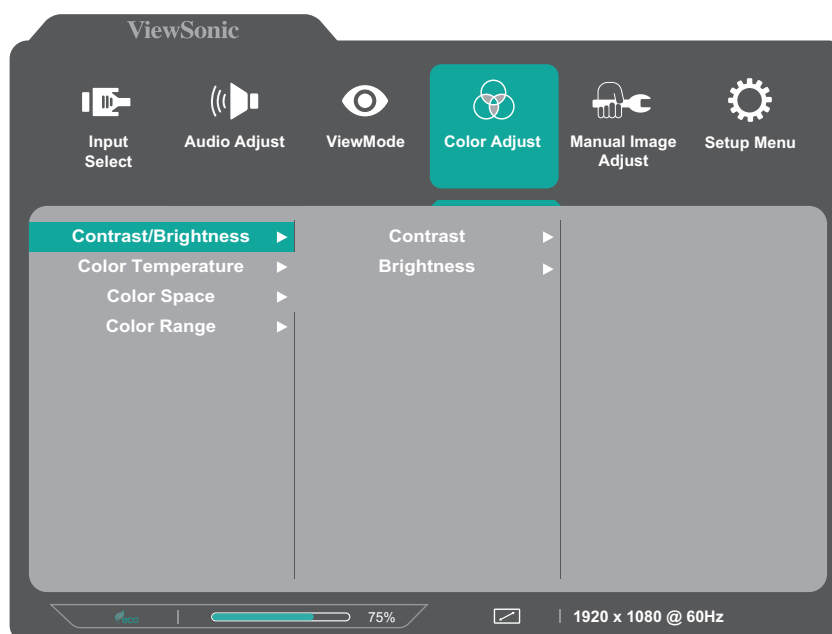 ViewSonic
Input
Select
Audio Adjust
ViewMode
Color Adjust
Manual Image
Adjust
Setup Menu
Contrast/Brightness
Color Temperature
Color Space
Color Range
Contrast
Brightness
eco
75%
1920 x 1080 @ 60Hz